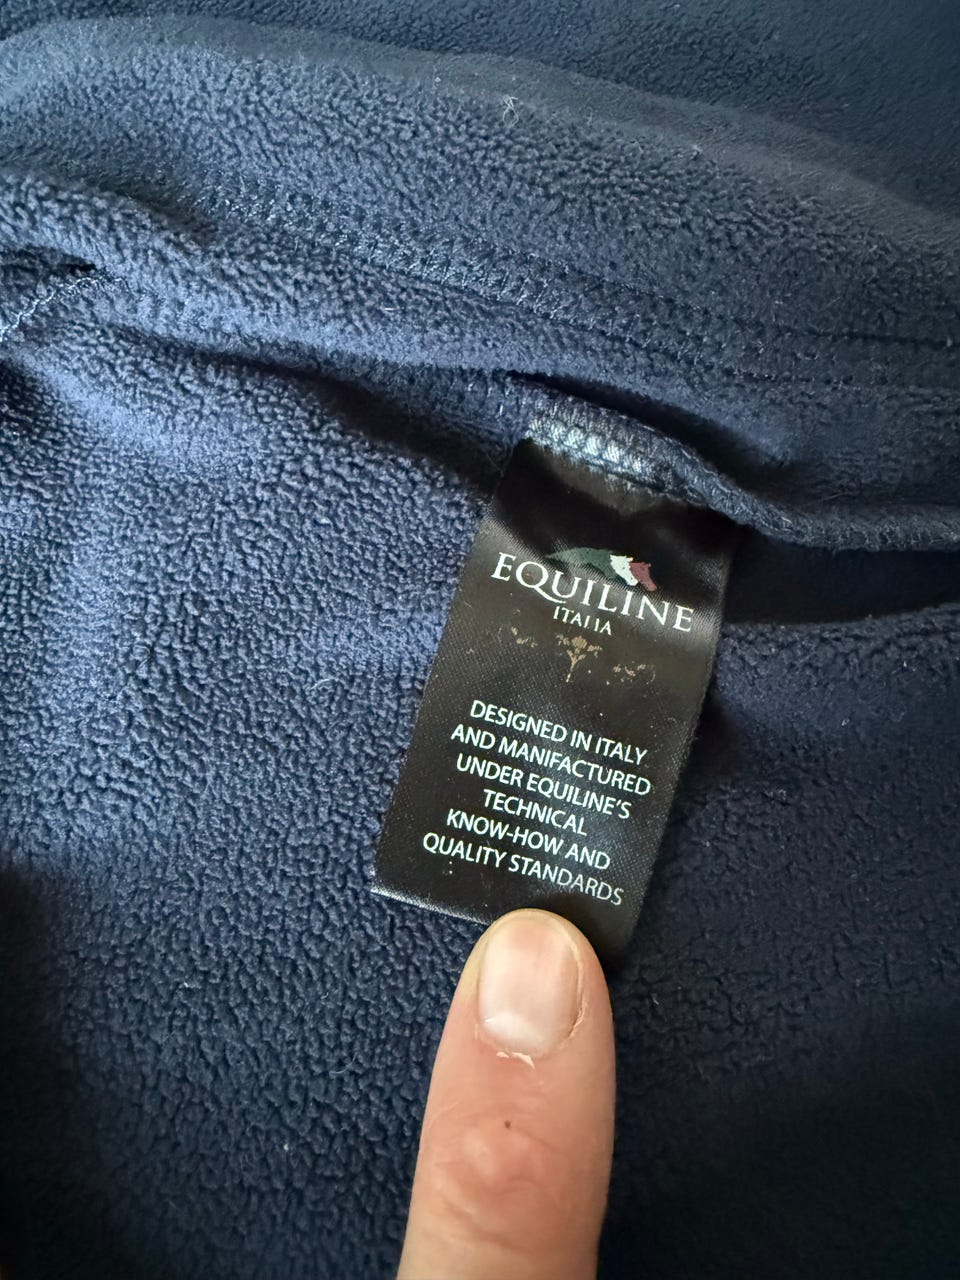 EQUILINE
ITALIA
DESIGNED IN ITALY
AND MANIFACTURED
UNDER EQUILINE'S
TECHNICAL
KNOW-HOW AND
QUALITY STANDARDS